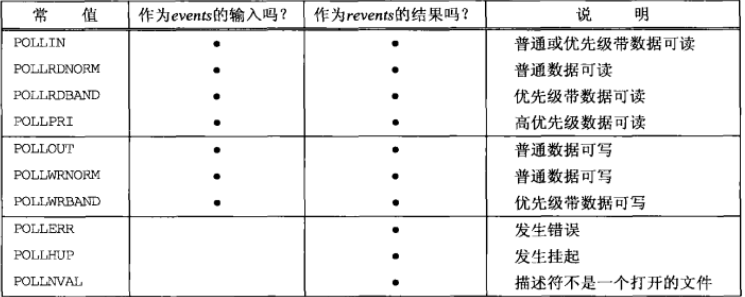 常 值 作为events的输入吗? 作为revents的结果吗? 说 明
POLLIN • • 普通或优先级带数据可读
POLLRDNORM • • 普通数据可读
POLLRDBAND • • 优先级带数据可读
POLLPRI • • 高优先级数据可读
POLLOUT • • 普通数据可写
POLLWRNORM • • 普通数据可写
POLLWRBAND • • 优先级带数据可写
POLLERR • 发生错误
POLLHUP • 发生挂起
POLLNVAL • 描述符不是一个打开的文件